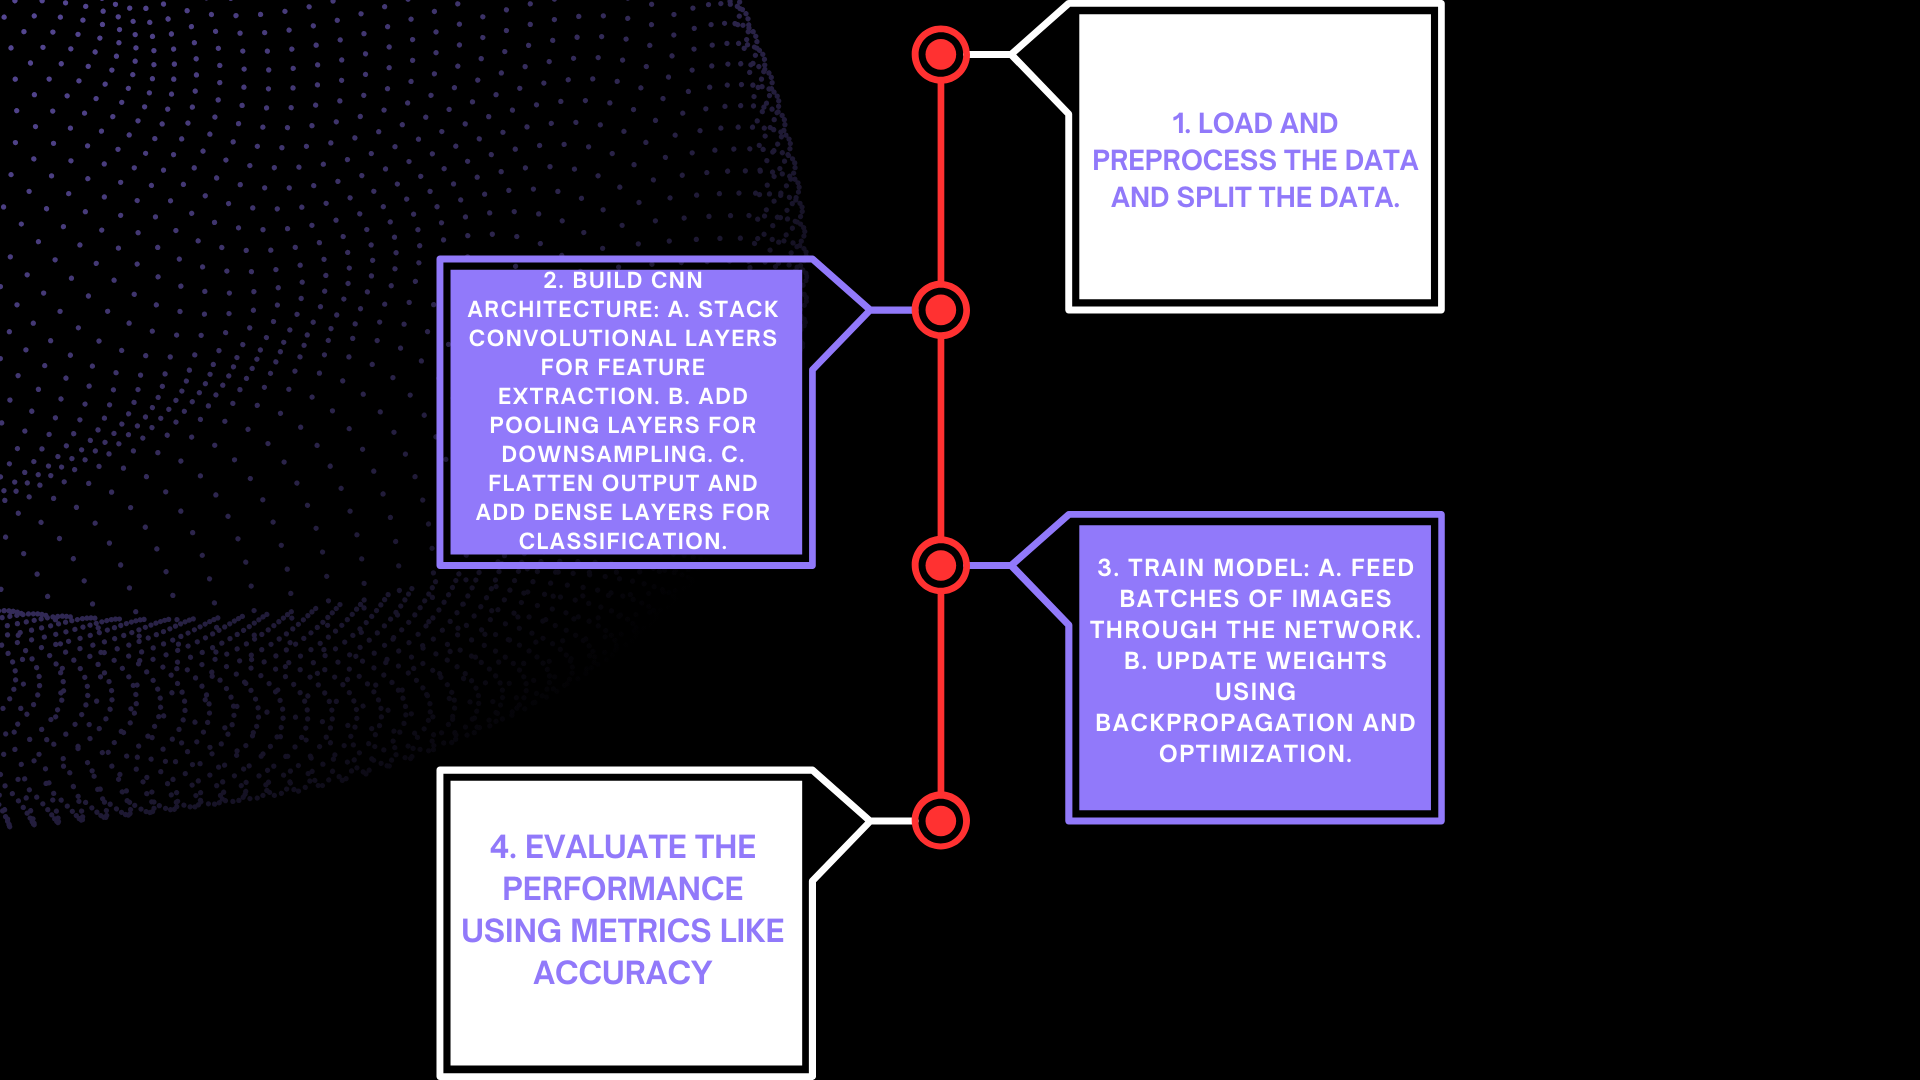 1. LOAD AND
PREPROCESS THE DATA
AND SPLIT THE DATA.
2. BUILD CNN
ARCHITECTURE: A. STACK
CONVOLUTIONAL LAYERS
FOR FEATURE
EXTRACTION. B. ADD
POOLING LAYERS FOR
DOWNSAMPLING. C.
FLATTEN OUTPUT AND
ADD DENSE LAYERS FOR
CLASSIFICATION.
3. TRAIN MODEL: A. FEED
BATCHES OF IMAGES
THROUGH THE NETWORK.
B. UPDATE WEIGHTS
USING
BACKPROPAGATION AND
OPTIMIZATION.
4. EVALUATE THE
PERFORMANCE
USING METRICS LIKE
ACCURACY